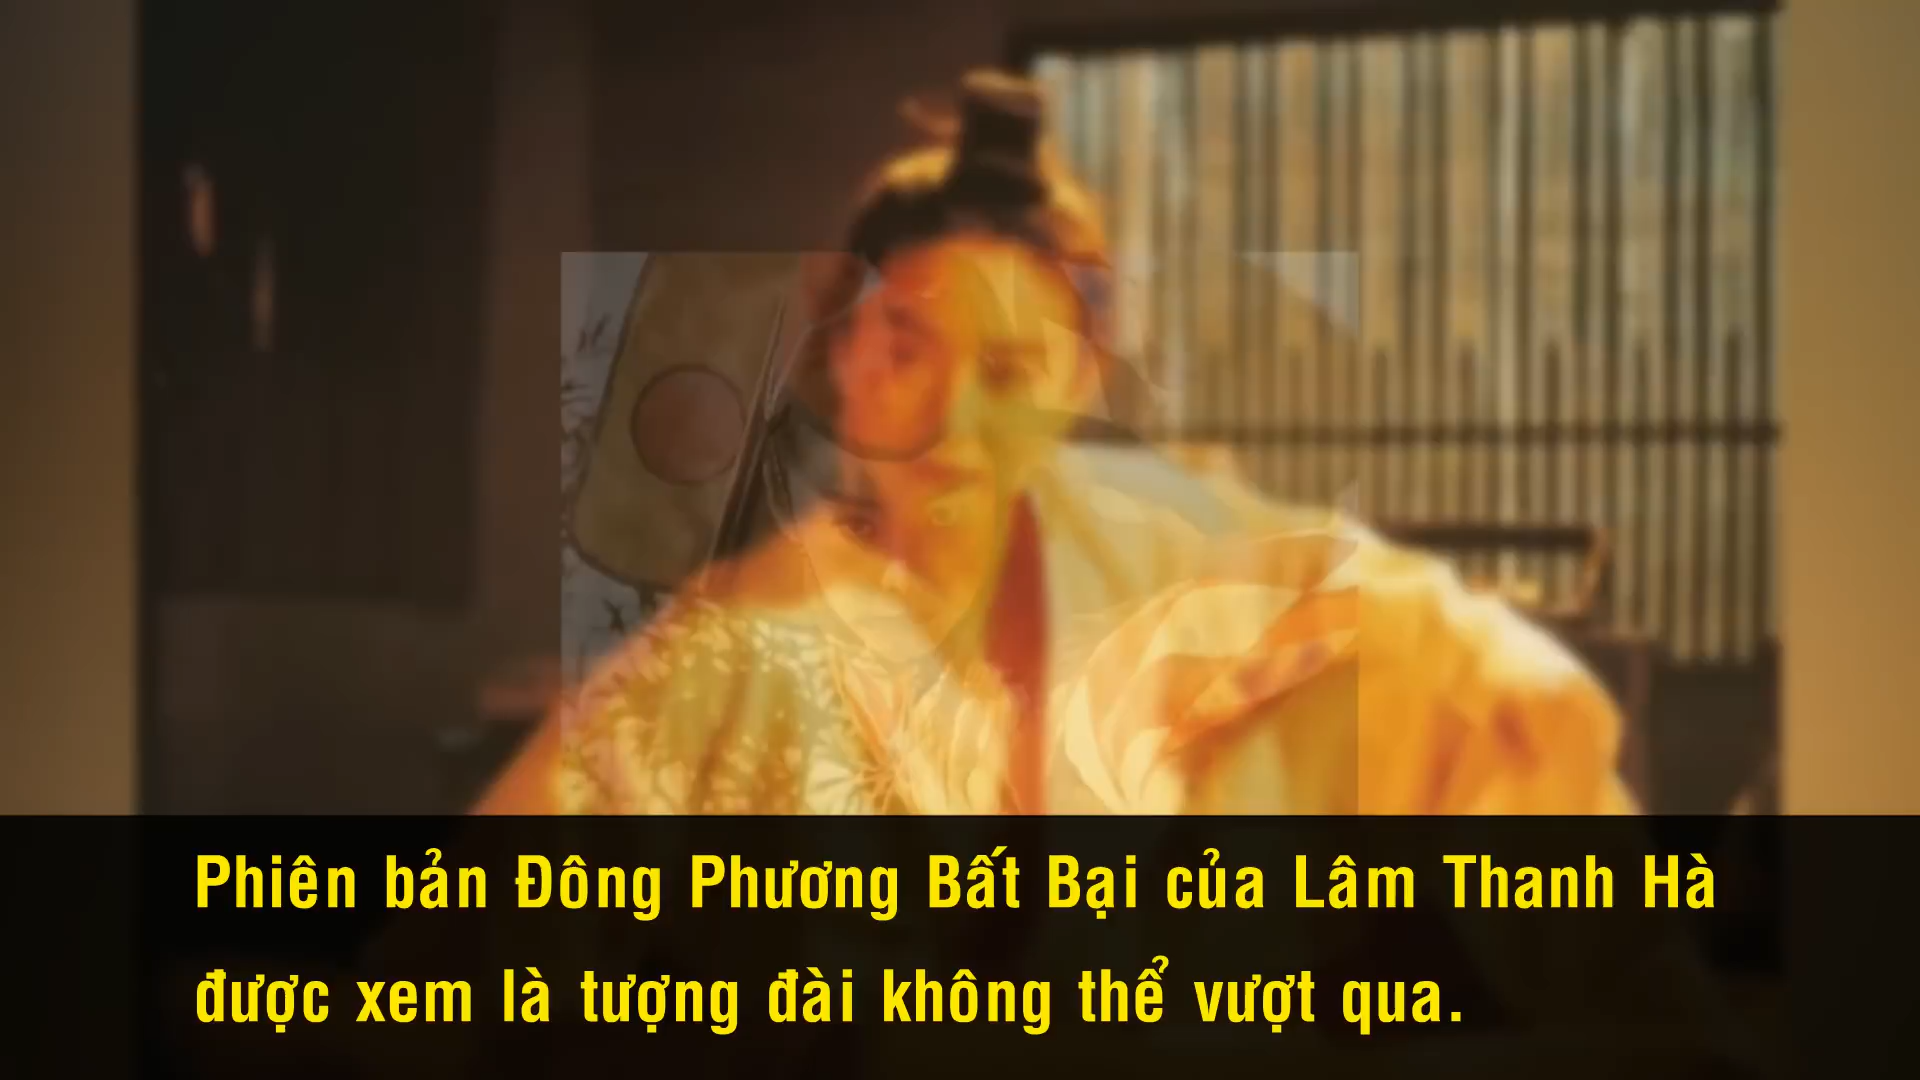 Phiên bản Đông Phương Bất Bại của Lâm Thanh Hà
được xem là tượng đài không thể vượt qua.